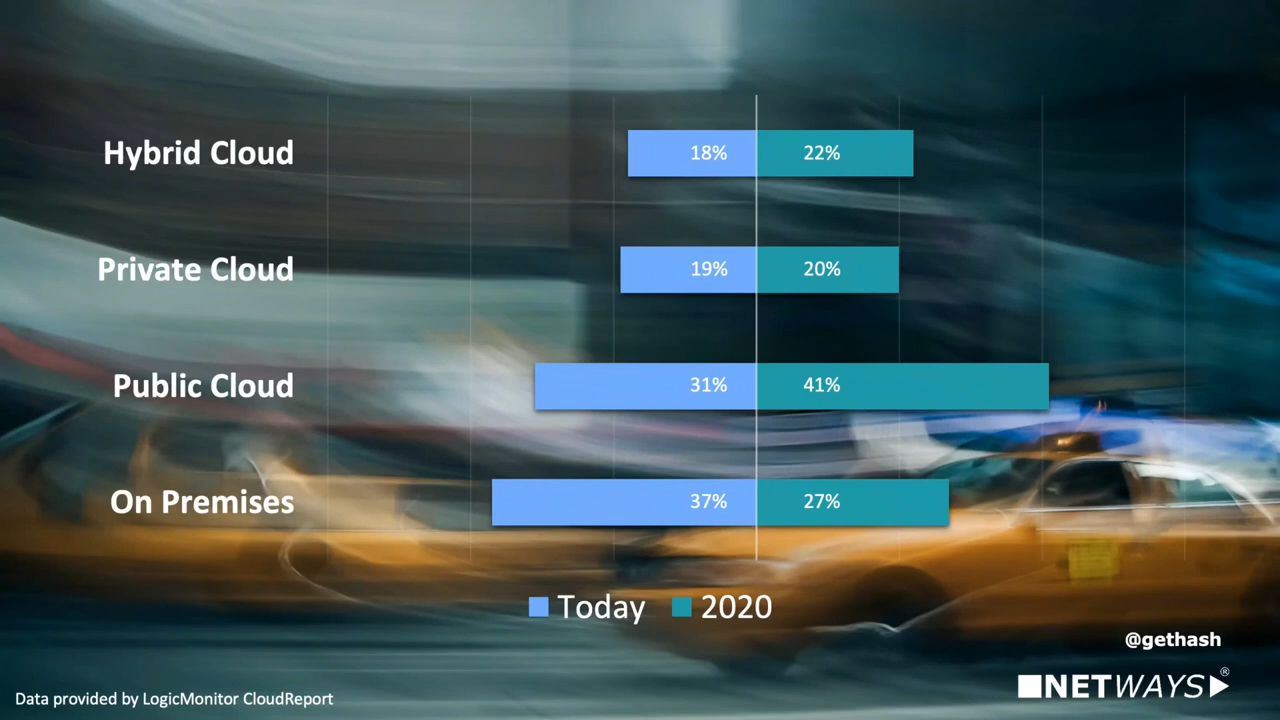 Hybrid Cloud 18% 22%
Private Cloud 19% 20%
Public Cloud 31% 41%
On Premises 37% 27%
Today 2020
@gethash
NETWAYS®
Data provided by LogicMonitor CloudReport